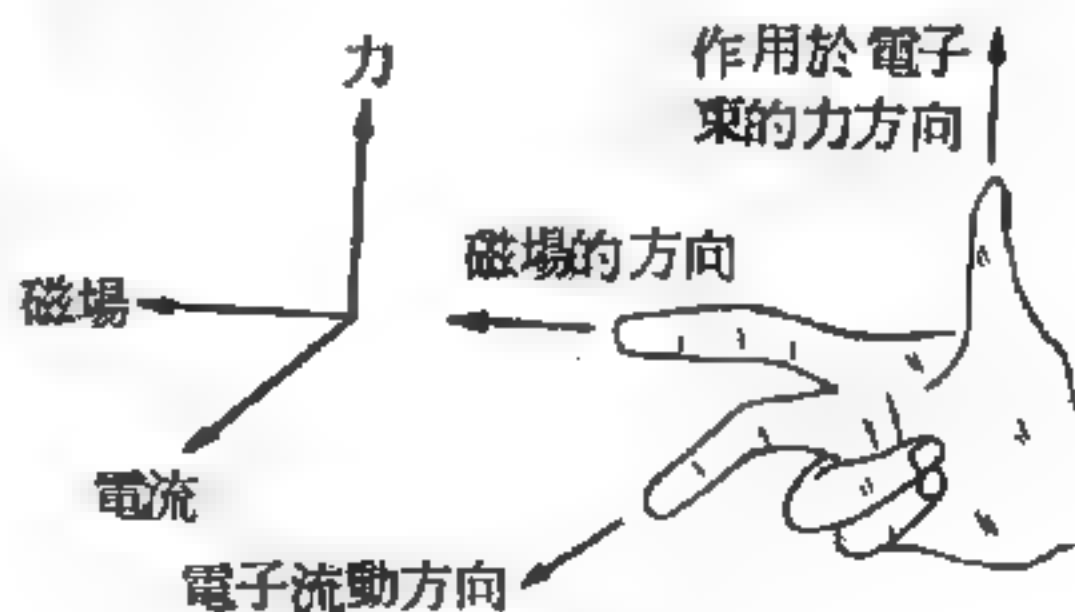 力
磁場
電流
作用於電子
束的力方向
磁場的方向
電子流動方向